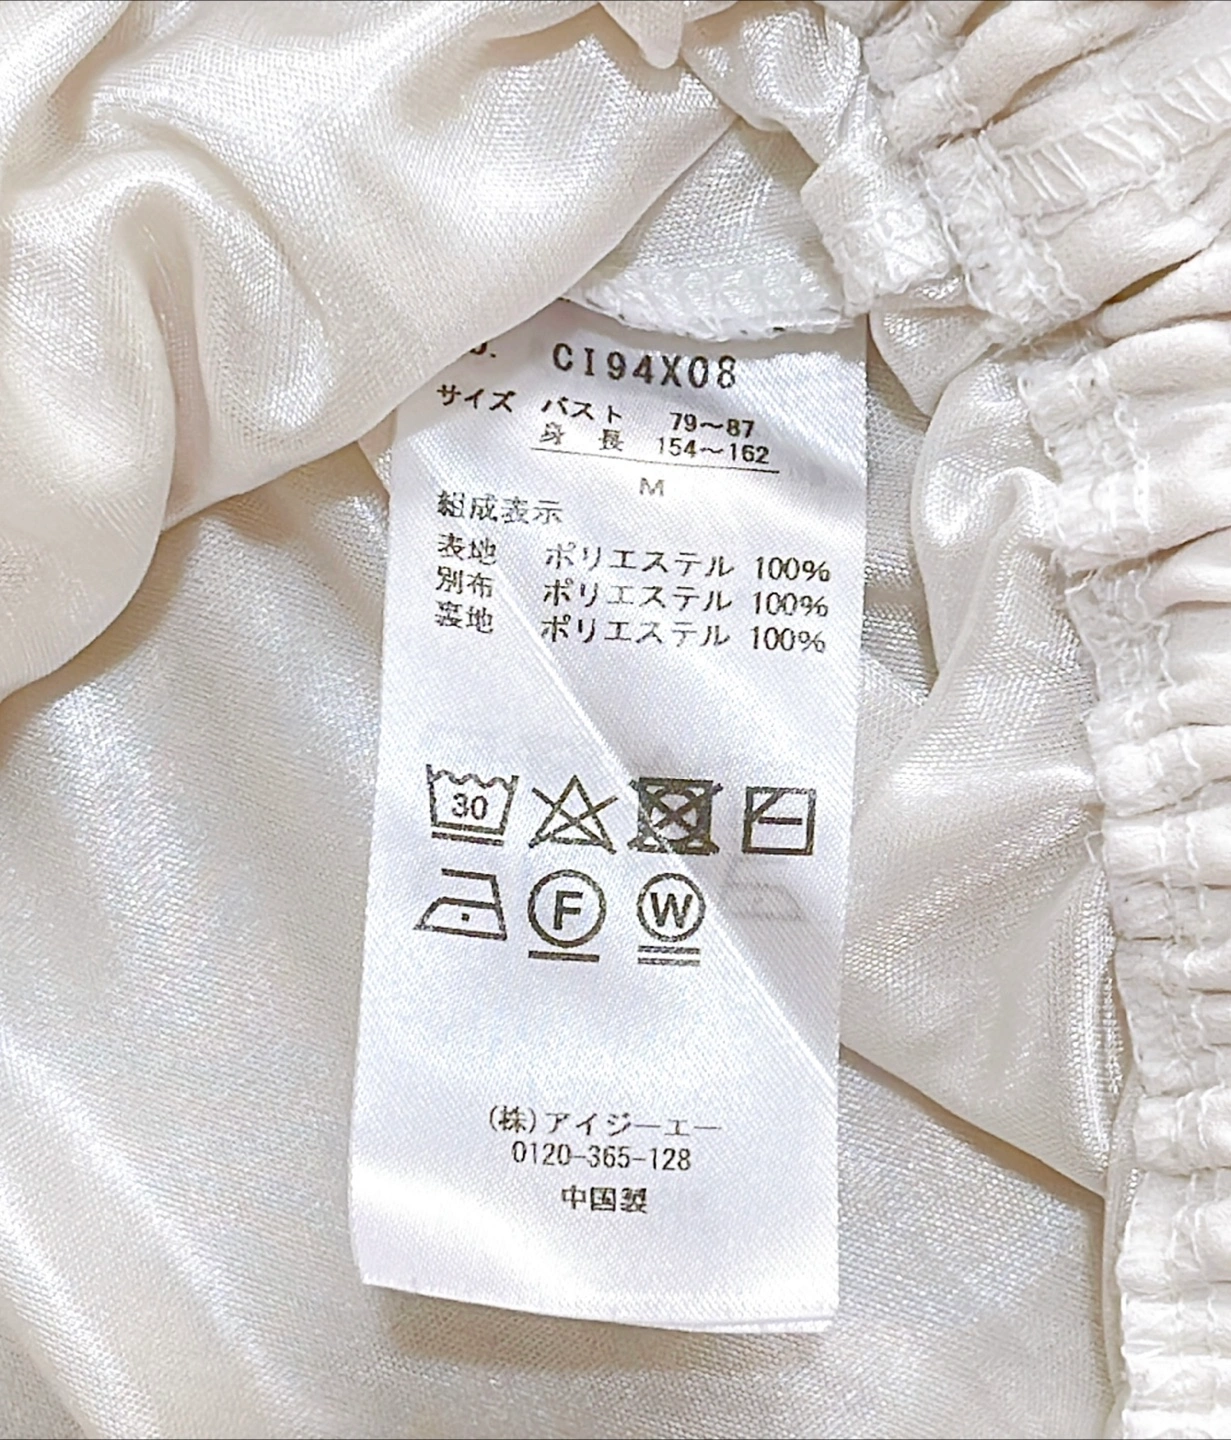 CI94X08
サイズ バスト 79～87
身長 154～162
M
組成表示
表地 ポリエステル 100%
別布 ポリエステル 100%
裏地 ポリエステル 100%
30
F W
(株)アイジーエー
0120-365-128
中国製